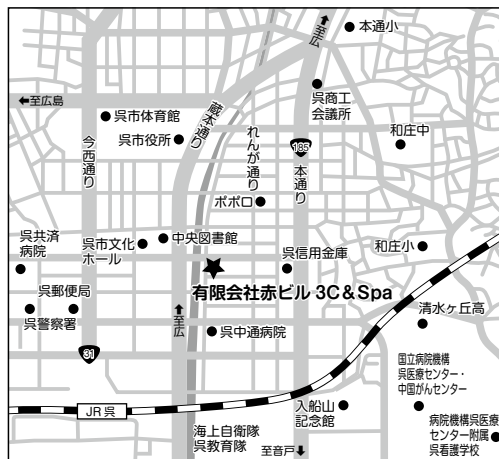 至広
本通小
至広島
呉商工
会議所
呉市体育館
蔵本通り
呉市役所
今西通り
れんが通り
185
本通り
和庄中
ポポロ
呉共済
病院
呉市文化
ホール
中央図書館
呉信用金庫
和庄小
有限会社赤ビル 3C&Spa
呉郵便局
呉警察署
至広
呉中通病院
清水ヶ丘高
31
国立病院機構
呉医療センター・
中国がんセンター
JR 呉
入船山
記念館
海上自衛隊
呉教育隊
至音戸
病院機構呉医療
センター附属
呉看護学校